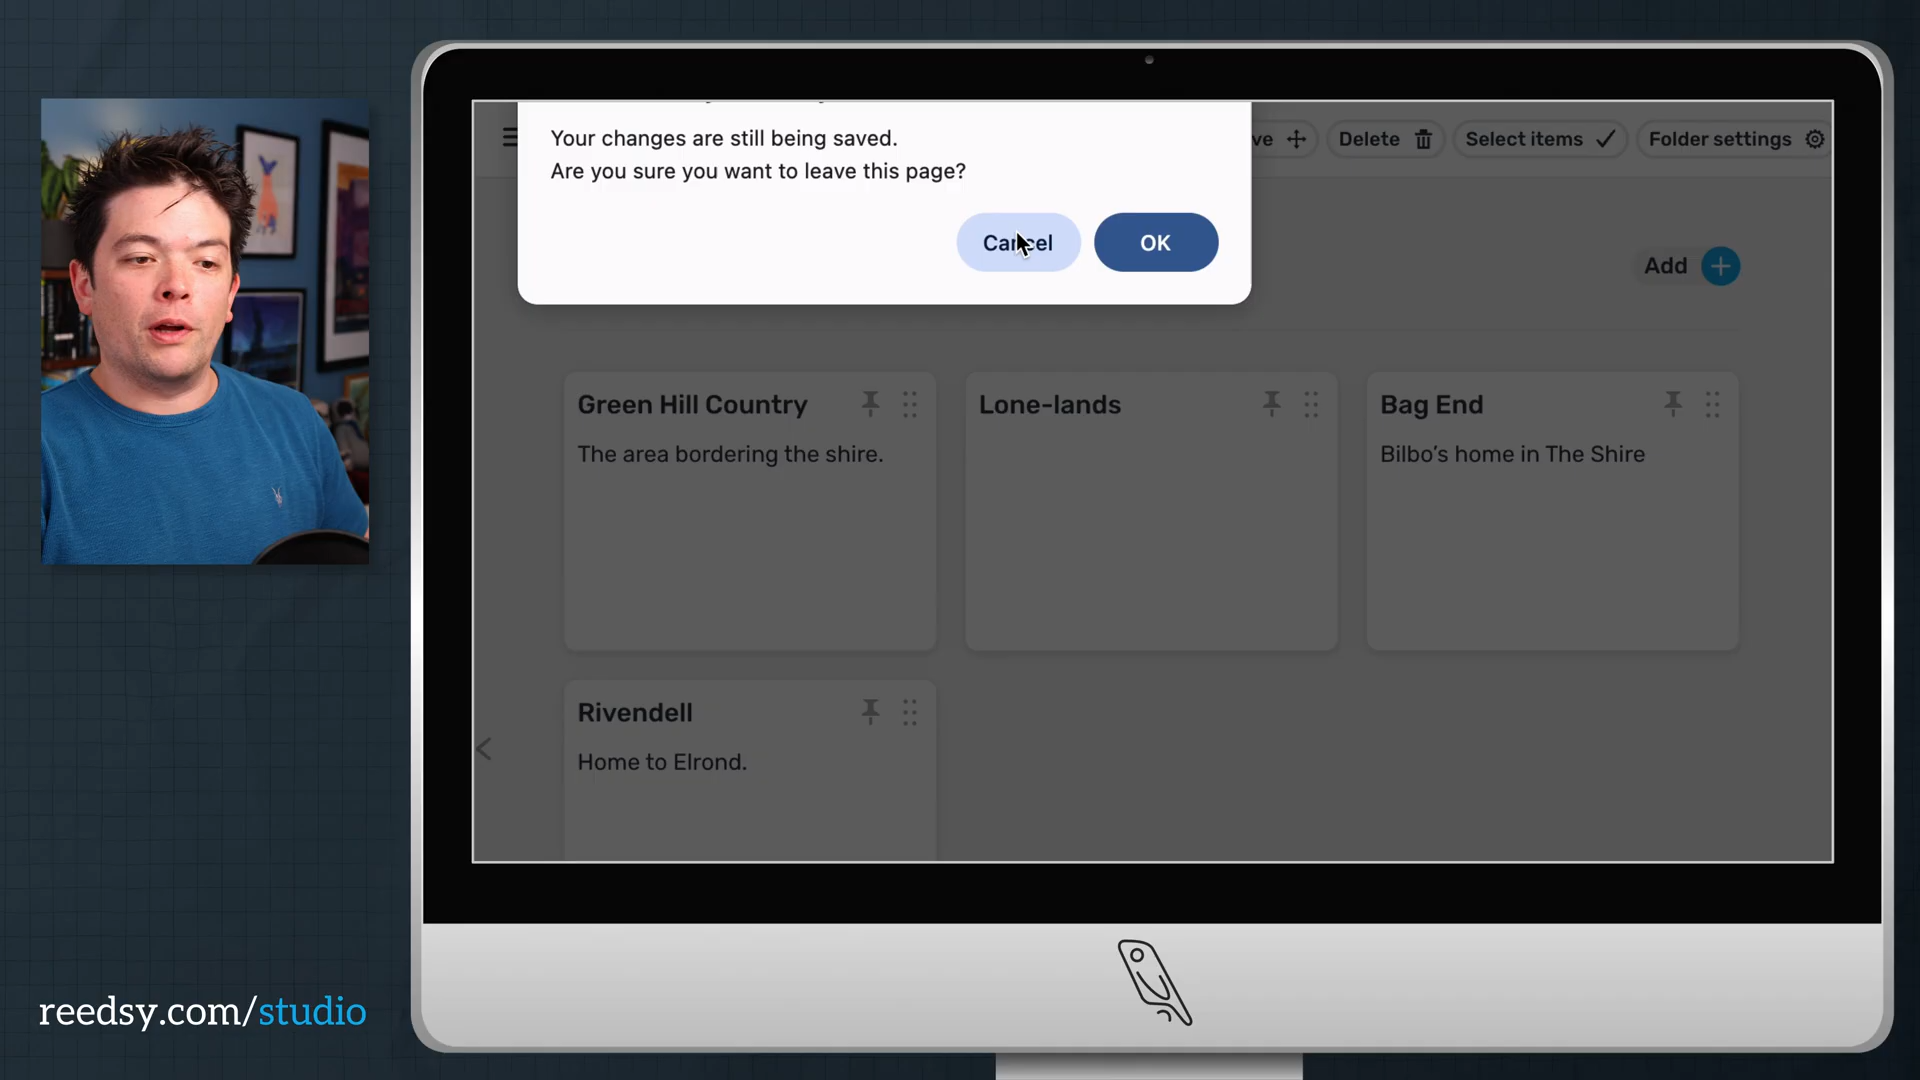 Your changes are still being saved.
Are you sure you want to leave this page?
Cancel
OK
Delete
Select items
Folder settings
Add
Green Hill Country
The area bordering the shire.
Lone-lands
Bag End
Bilbo's home in The Shire
Rivendell
Home to Elrond.
reedsy.com/studio